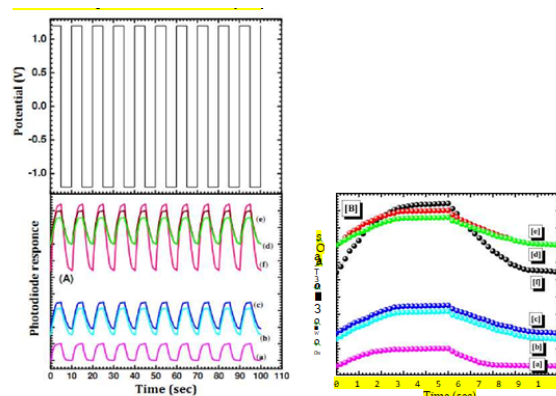 Potential (V)
1.0
0.5
0.0
-0.5
-1.0
Photodiode responce
(e)
(d)
(f)
(A)
(c)
(b)
(a)
0 10 20 30 40 50 60 70 80 90 100 110
Time (sec)
[B]
[e]
[d]
[f]
[c]
[b]
[a]
0 1 2 3 4 5 6 7 8 9 1
Time (sec)